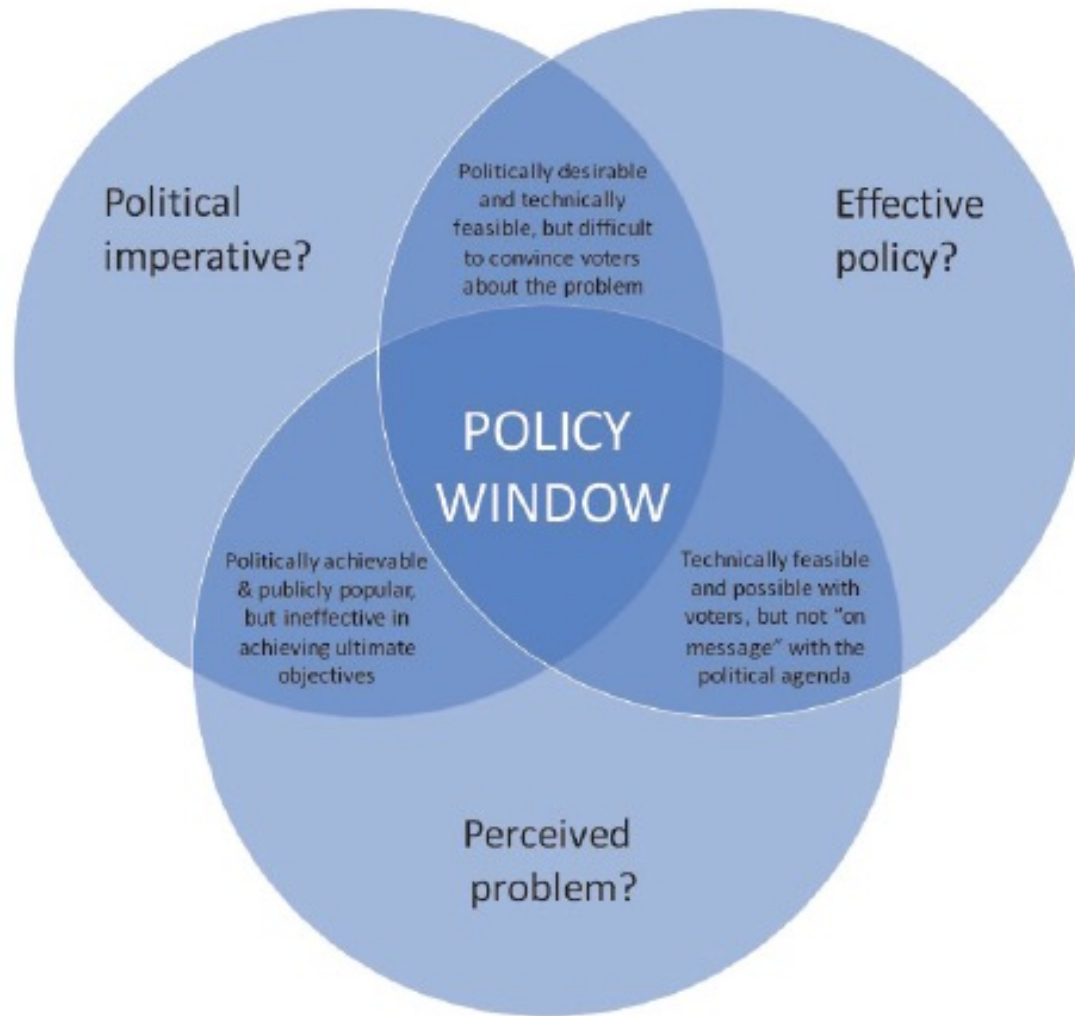 Political
imperative?
Politically desirable
and technically
feasible, but difficult
to convince voters
about the problem
Effective
policy?
POLICY
WINDOW
Politically achievable
& publicly popular,
but ineffective in
achieving ultimate
objectives
Technically feasible
and possible with
voters, but not "on
message" with the
political agenda
Perceived
problem?